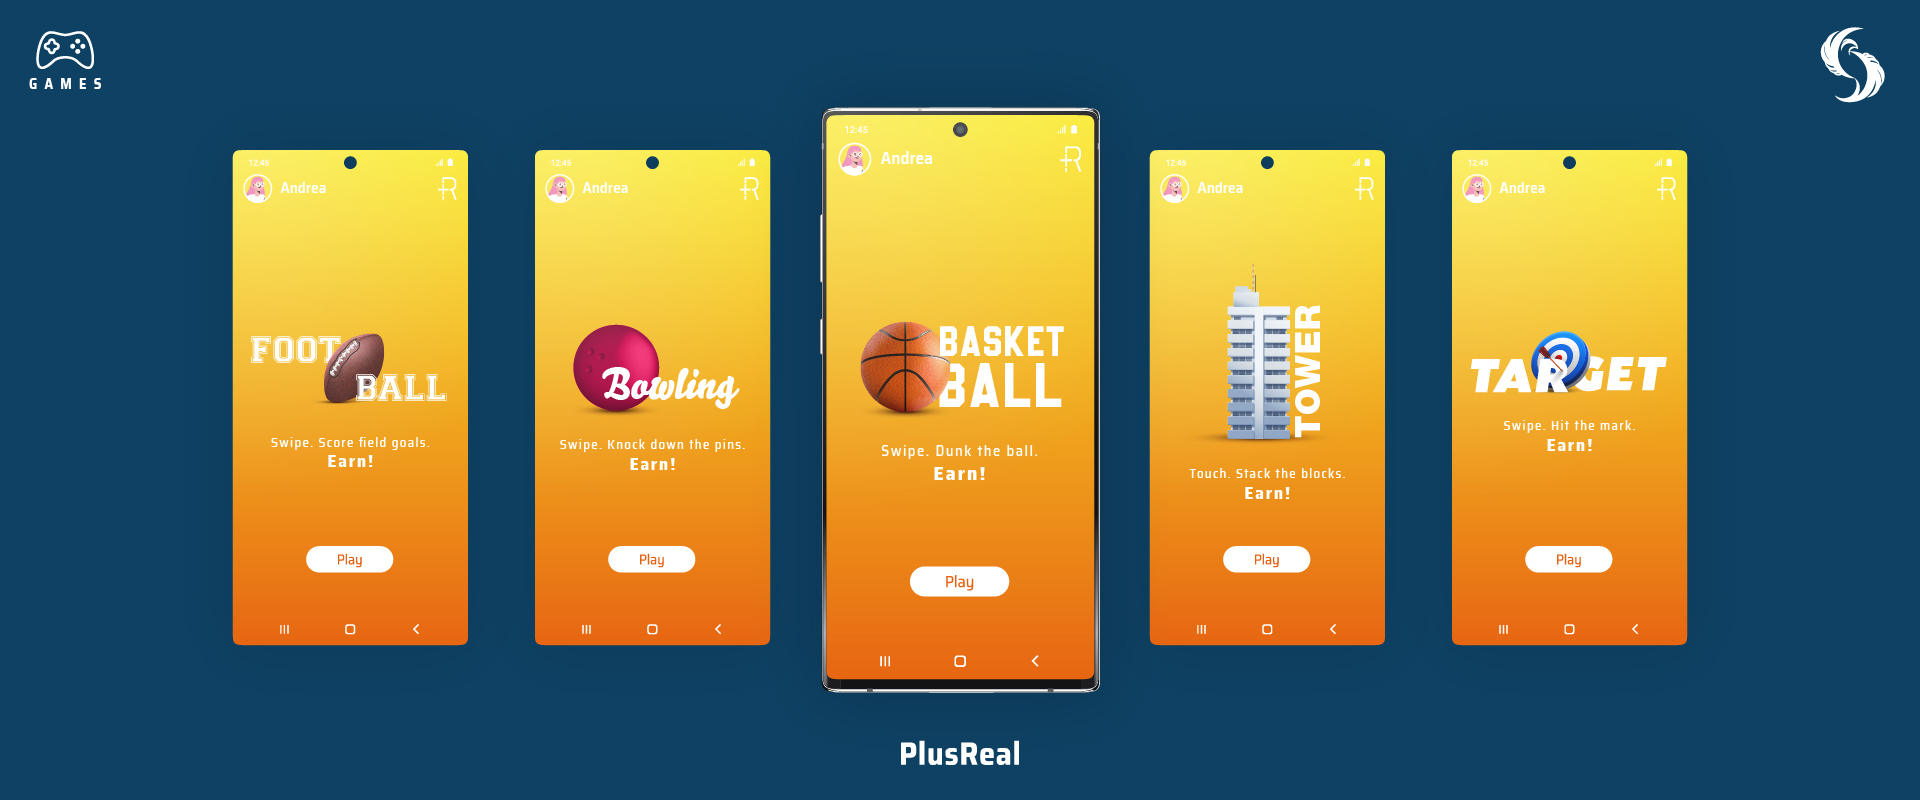 GAMES
12:45
Andrea
R
FOOT
BALL
Swipe. Score field goals.
Earn!
Play
12:45
Andrea
R
Bowling
Swipe. Knock down the pins.
Earn!
Play
12:45
Andrea
R
BASKET
BALL
Swipe. Dunk the ball.
Earn!
Play
12:45
Andrea
R
TOWER
Touch. Stack the blocks.
Earn!
Play
12:45
Andrea
R
TARGET
Swipe. Hit the mark.
Earn!
Play
PlusReal